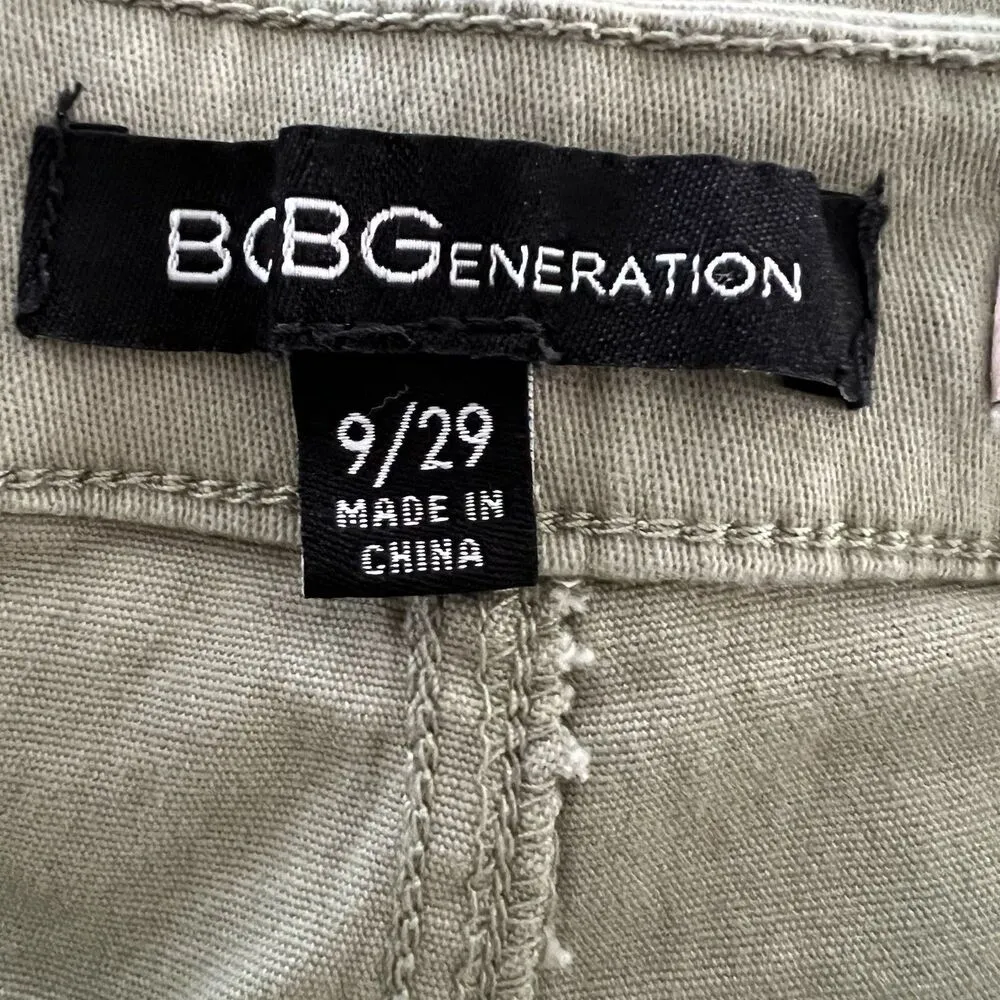 BCBGENERATION
9/29
MADE IN
CHINA